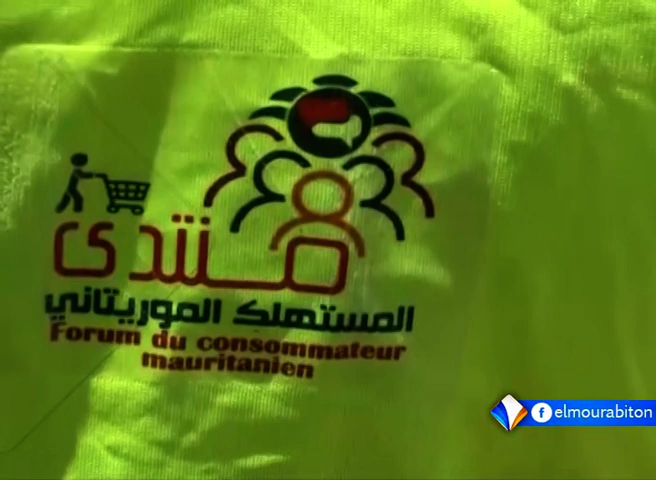 منتدى
المستهلك الموريتاني
Forum du consommateur
mauritanien
elmourabiton